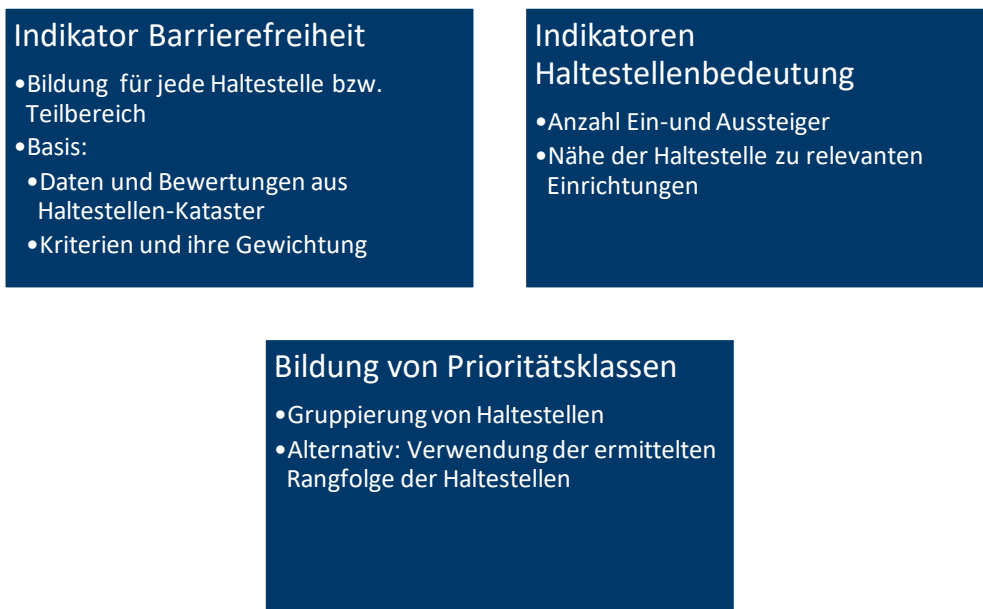 Indikator Barrierefreiheit
•Bildung für jede Haltestelle bzw.
Teilbereich
•Basis:
•Daten und Bewertungen aus
Haltestellen-Kataster
•Kriterien und ihre Gewichtung
Indikatoren
Haltestellenbedeutung
•Anzahl Ein-und Aussteiger
•Nähe der Haltestelle zu relevanten
Einrichtungen
Bildung von Prioritätsklassen
•Gruppierung von Haltestellen
•Alternativ: Verwendung der ermittelten
Rangfolge der Haltestellen